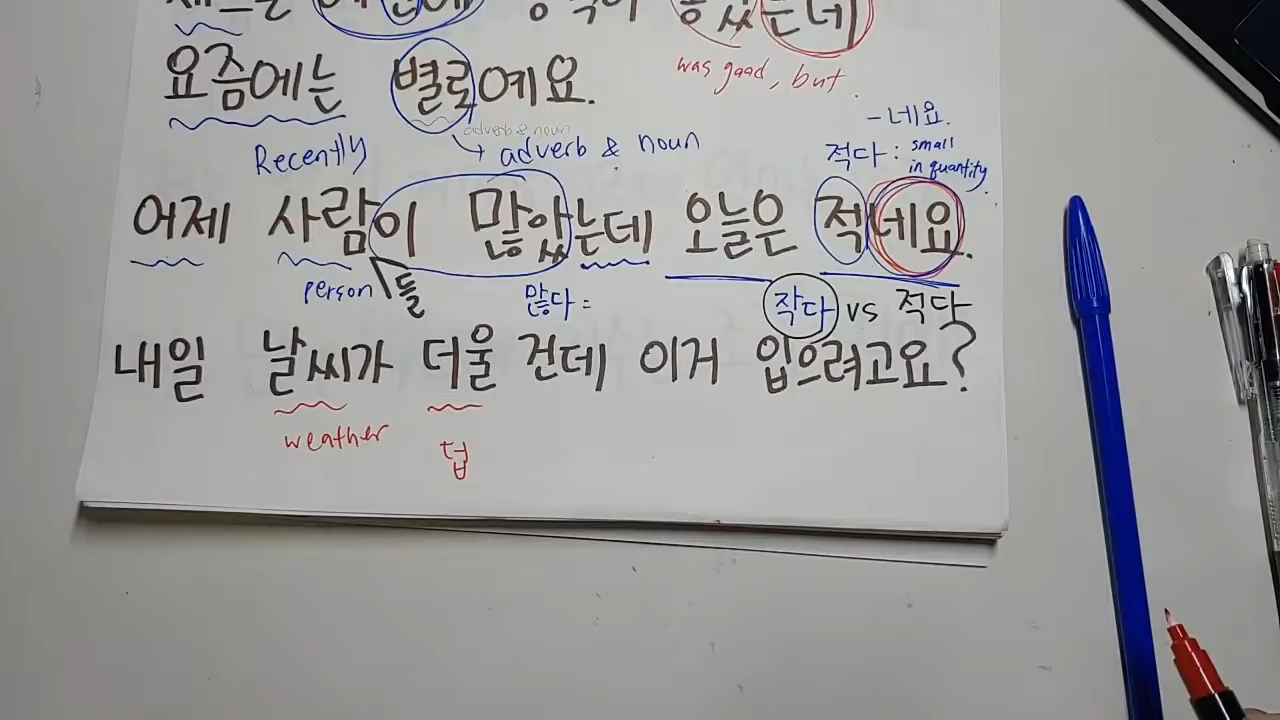 was good, but
요즘에는 별로예요.
adverb & noun
-네요.
Recently
adverb & noun
적다: small in quantity
어제 사람이 많았는데 오늘은 적네요.
person 들 많다 = 작다 vs 적다
내일 날씨가 더울 건데 이거 입으려고요?
weather
덥